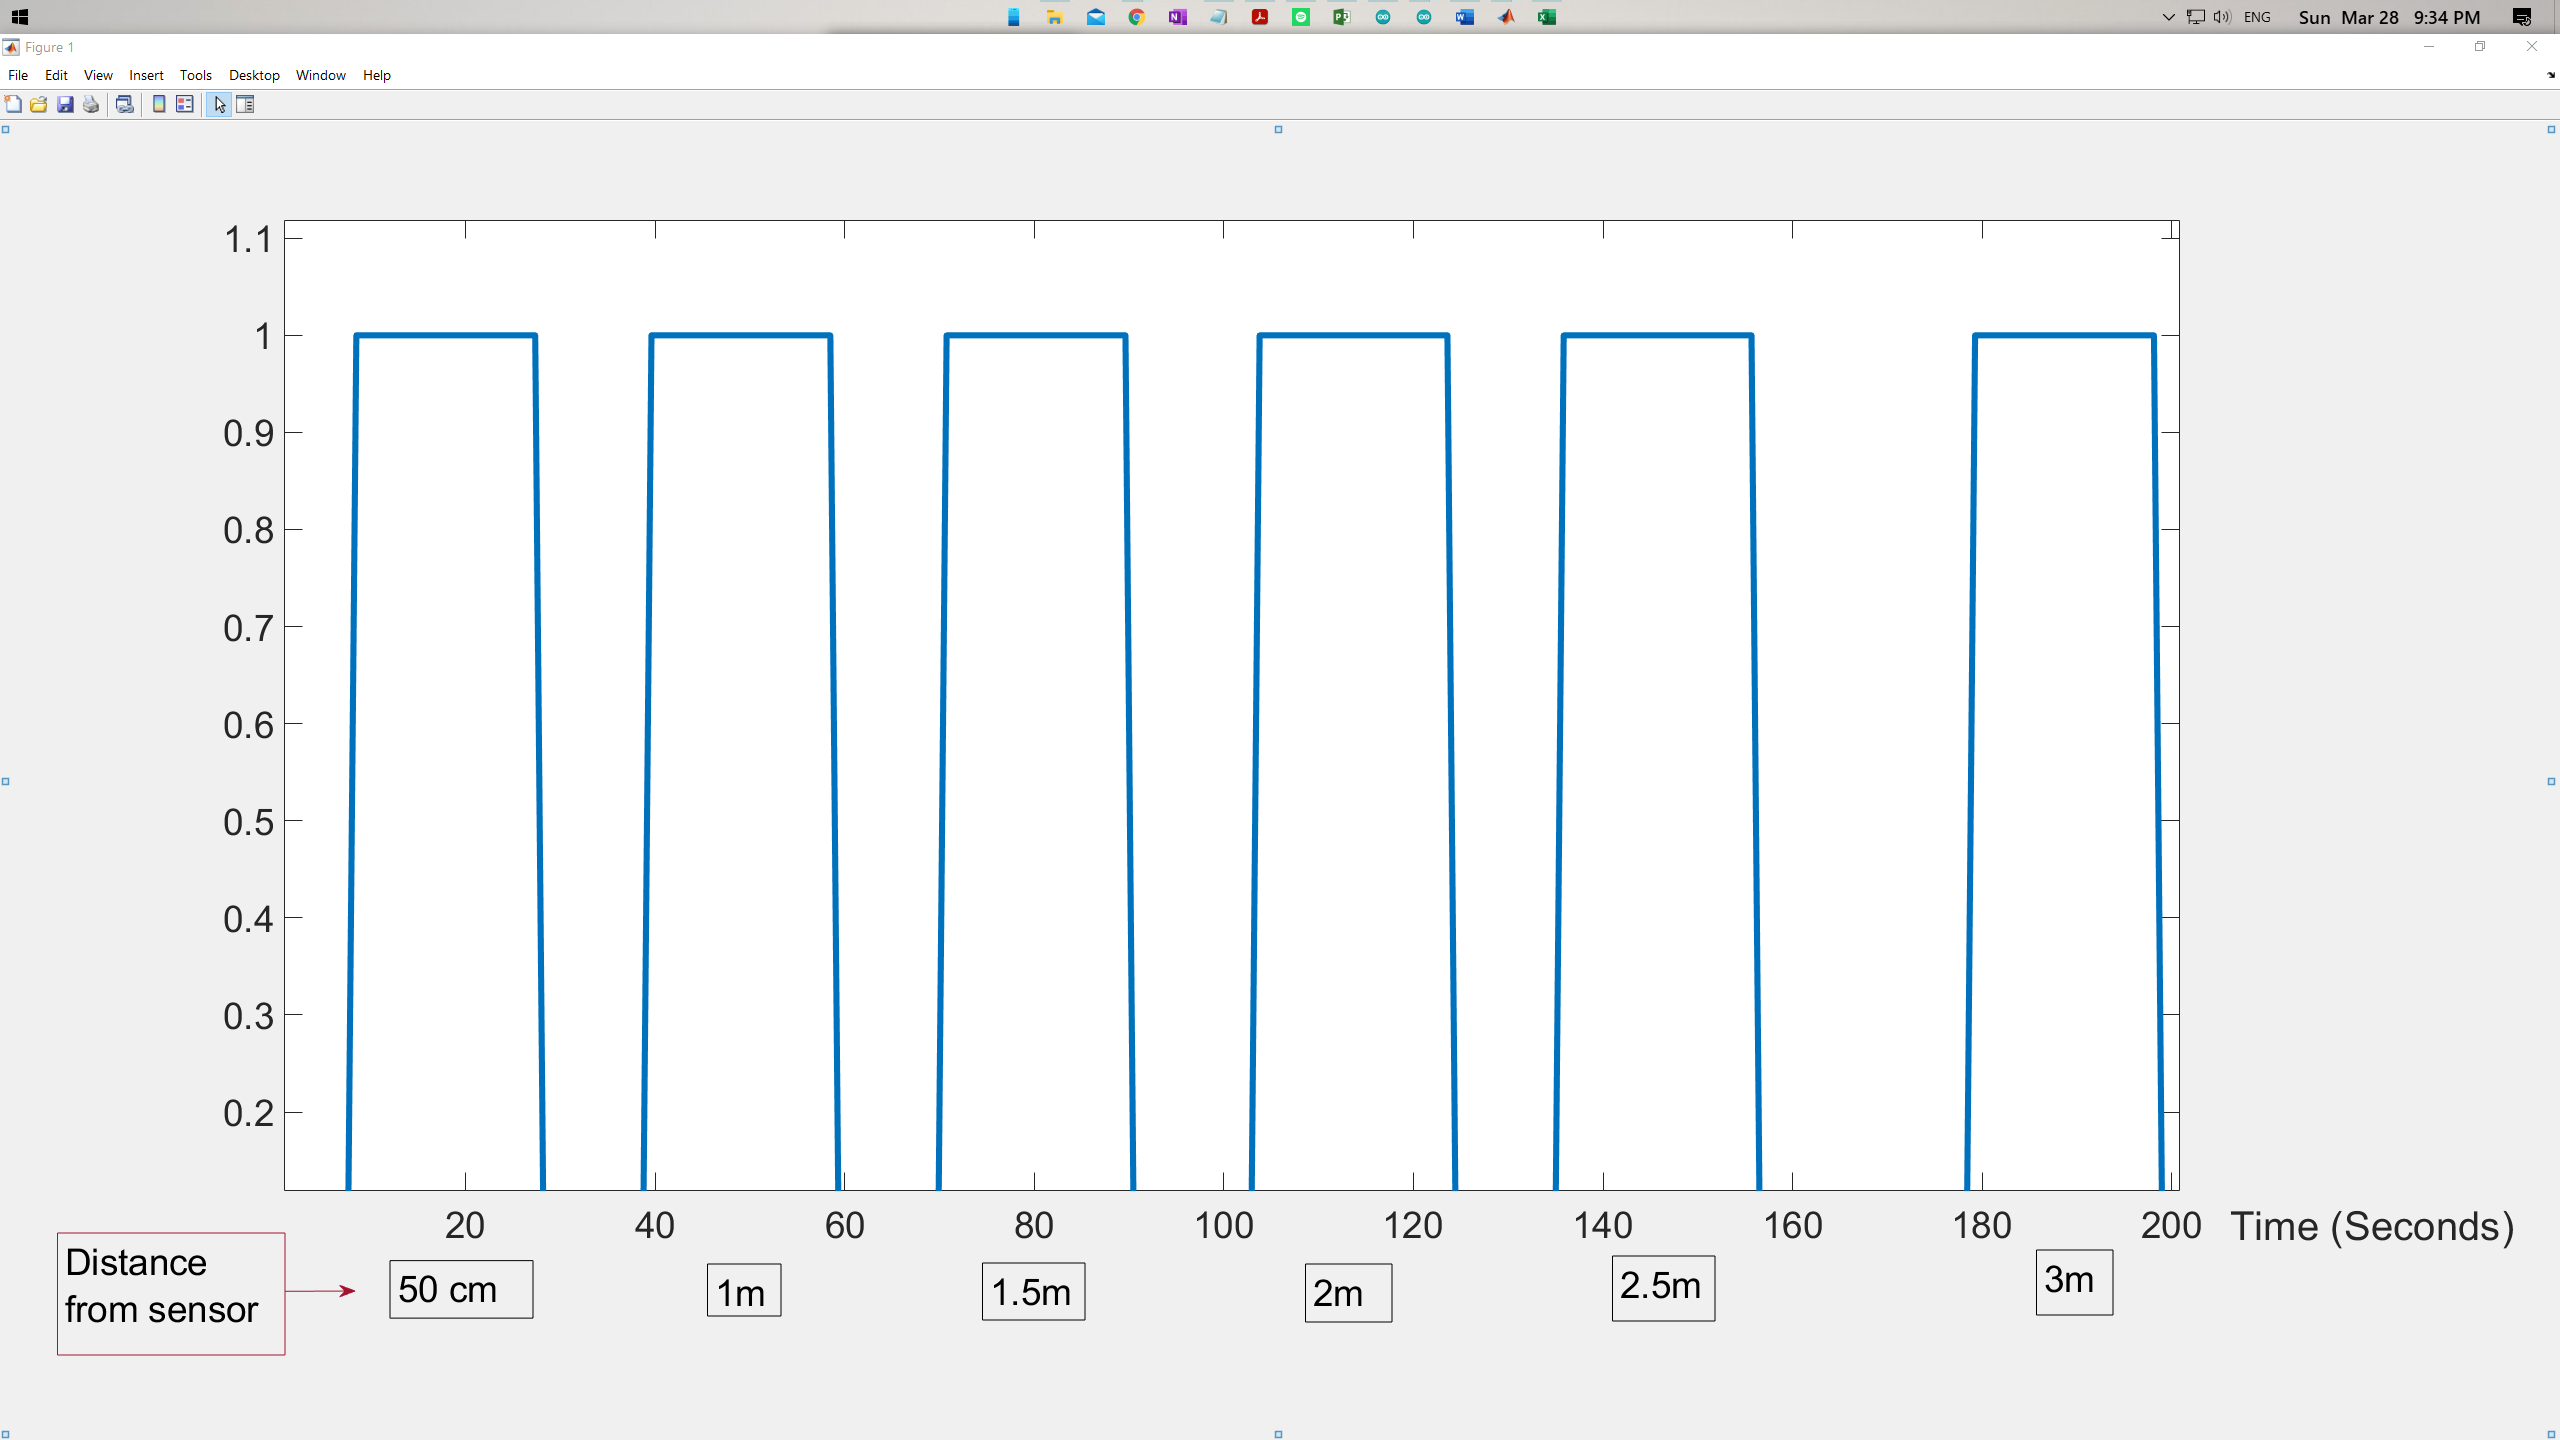 ENG Sun Mar 28 9:34 PM
Figure 1
File Edit View Insert Tools Desktop Window Help
1.1
1
0.9
0.8
0.7
0.6
0.5
0.4
0.3
0.2
20 40 60 80 100 120 140 160 180 200 Time (Seconds)
Distance
from sensor
50 cm 1m 1.5m 2m 2.5m 3m